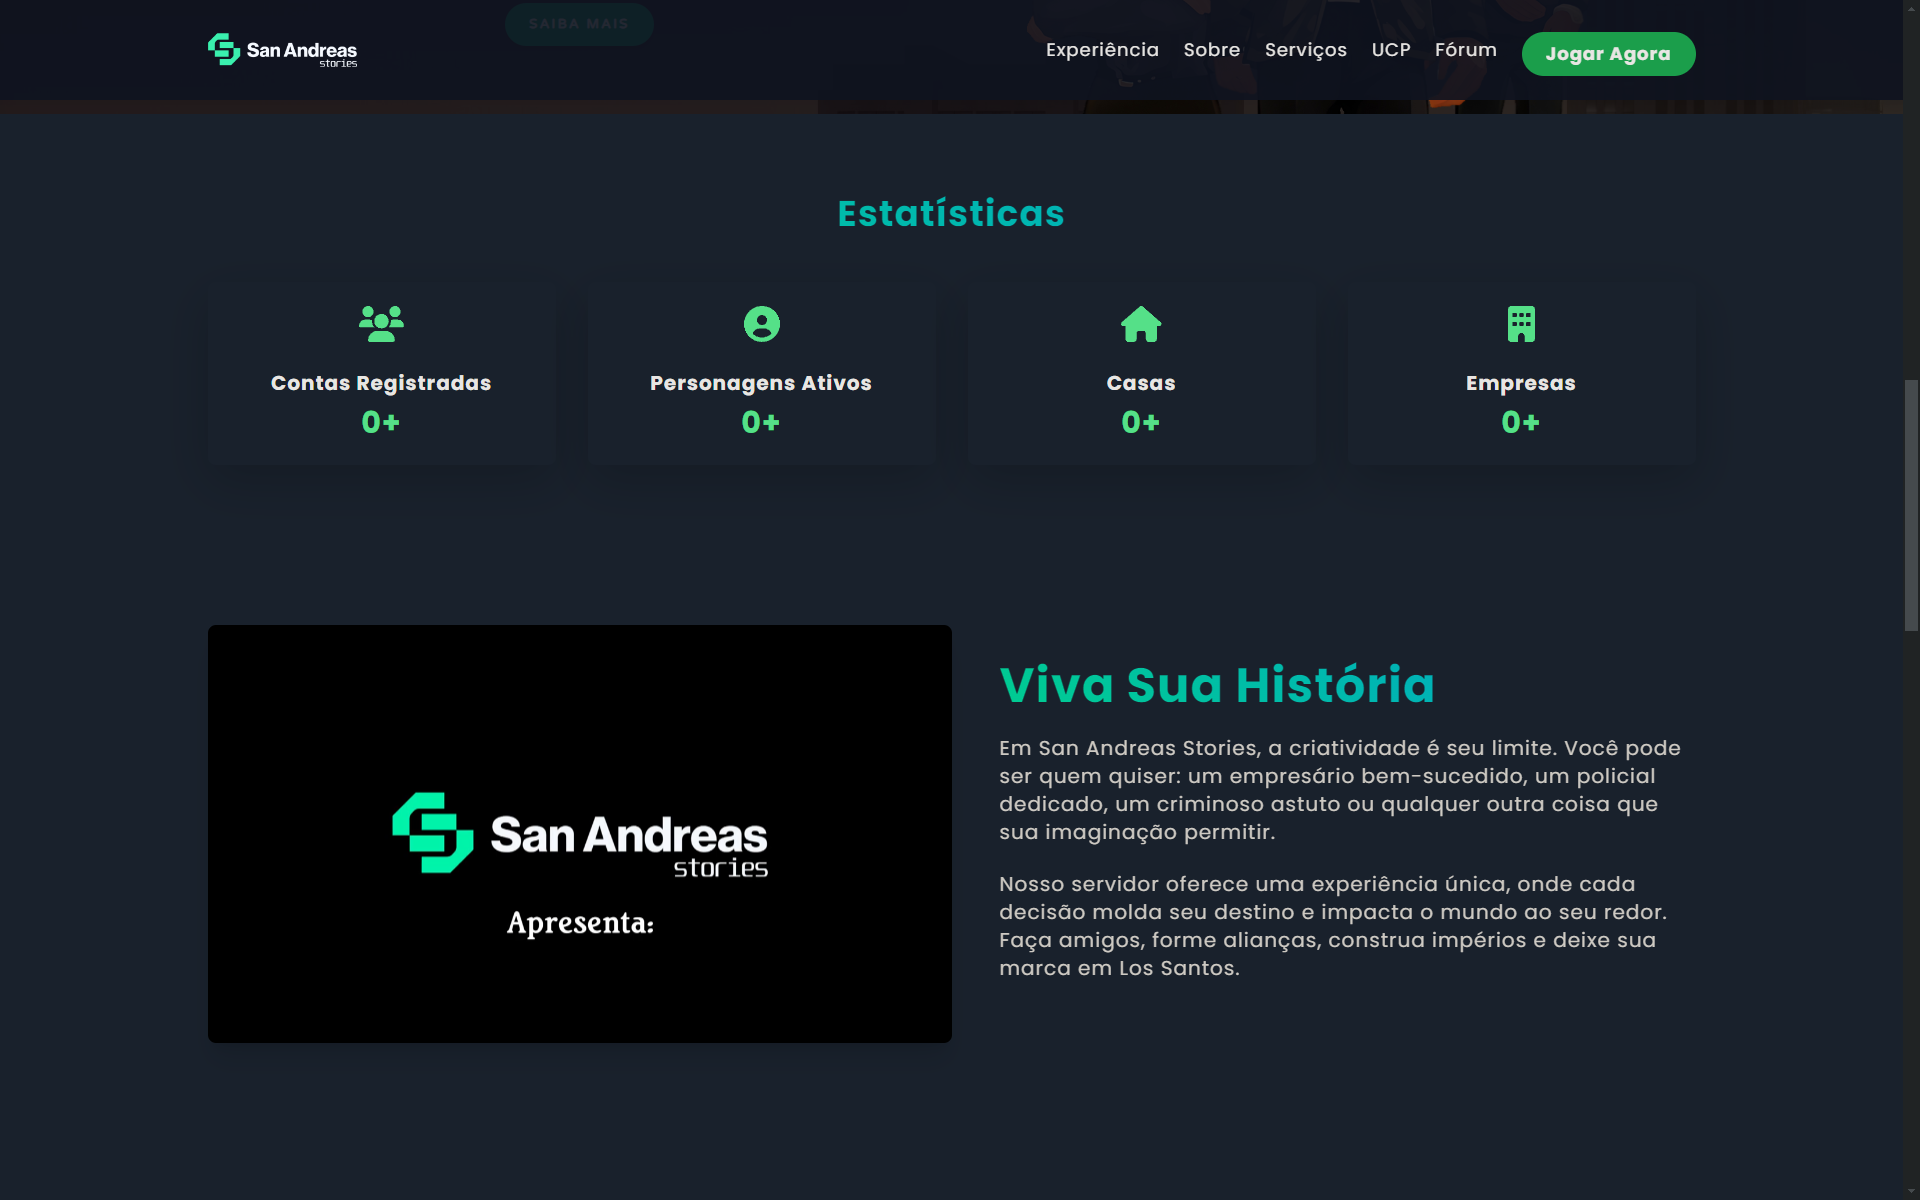 SAIBA MAIS
San Andreas
stories
Experiência
Sobre
Serviços
UCP
Fórum
Jogar Agora
Estatísticas
Contas Registradas
0+
Personagens Ativos
0+
Casas
0+
Empresas
0+
San Andreas
stories
Apresenta:
Viva Sua História
Em San Andreas Stories, a criatividade é seu limite. Você pode
ser quem quiser: um empresário bem-sucedido, um policial
dedicado, um criminoso astuto ou qualquer outra coisa que
sua imaginação permitir.
Nosso servidor oferece uma experiência única, onde cada
decisão molda seu destino e impacta o mundo ao seu redor.
Faça amigos, forme alianças, construa impérios e deixe sua
marca em Los Santos.